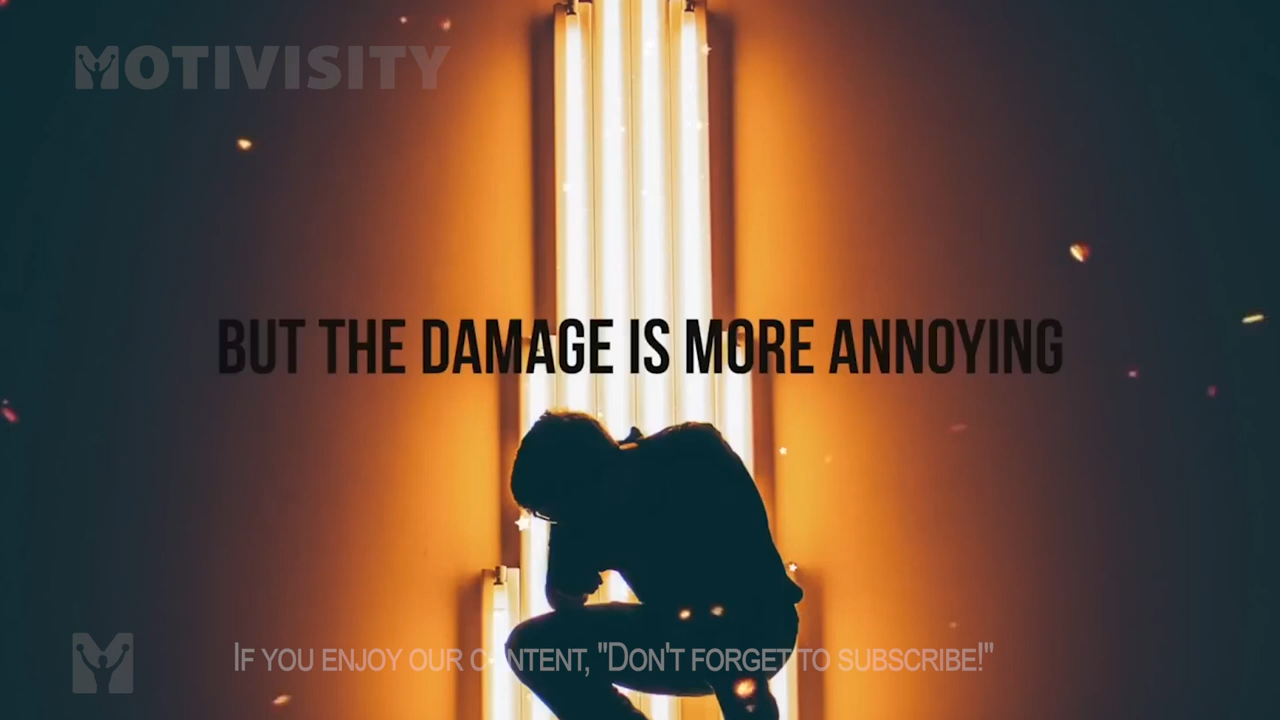 MOTIVISITY
BUT THE DAMAGE IS MORE ANNOYING
IF YOU ENJOY OUR CONTENT, "DON'T FORGET TO SUBSCRIBE!"